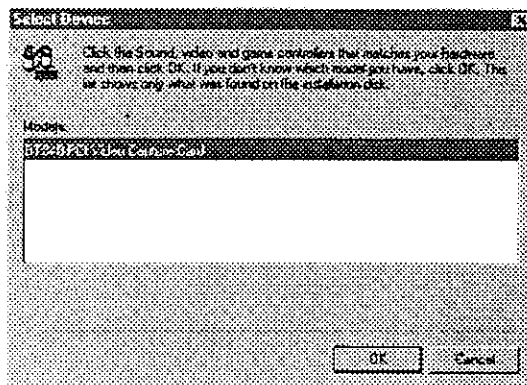 Select Device
Click the Sound, video and game controllers that matches your hardware,
and then click OK. If you don't know which model you have, click OK. This
list shows only what was found on the installation disk.
Models:
PCI Video Capture Card
OK
Cancel